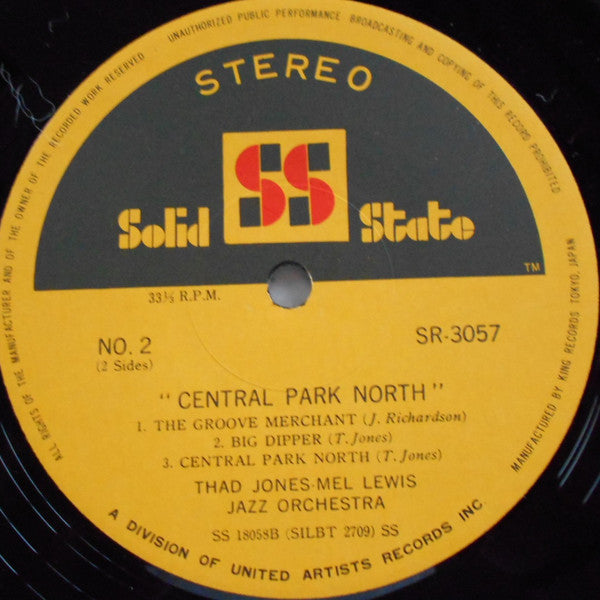 ALL RIGHTS OF THE MANUFACTURER AND OF THE OWNER OF THE RECORDED WORK RESERVED
UNAUTHORIZED PUBLIC PERFORMANCE BROADCASTING AND COPYING OF THIS RECORD PROHIBITED
STEREO
SS
Solid State
TM
33⅓ R.P.M.
NO. 2
(2 Sides)
SR-3057
"CENTRAL PARK NORTH"
1. THE GROOVE MERCHANT (J. Richardson)
2. BIG DIPPER (T. Jones)
3. CENTRAL PARK NORTH (T. Jones)
THAD JONES-MEL LEWIS
JAZZ ORCHESTRA
SS 18058B (SILBT 2709) SS
A DIVISION OF UNITED ARTISTS RECORDS INC.
MANUFACTURED BY KING RECORDS TOKYO, JAPAN